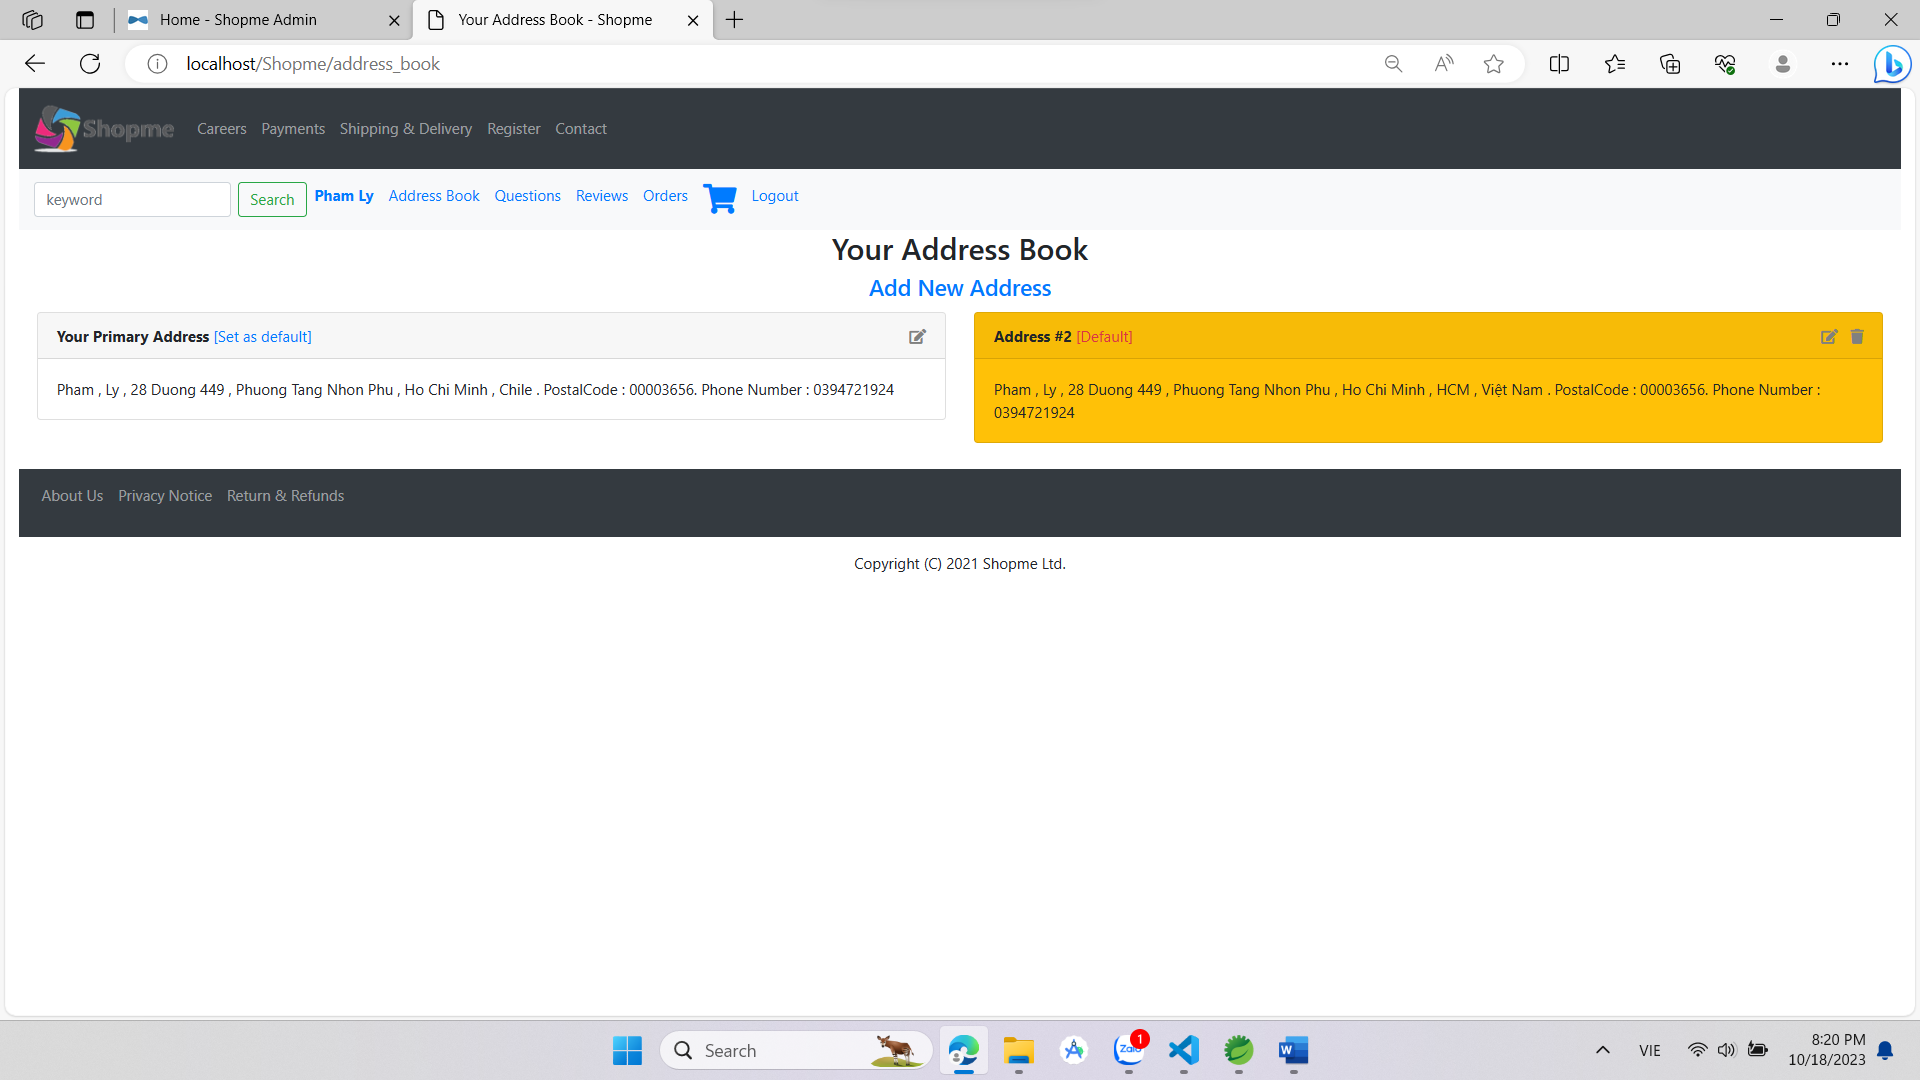 Home - Shopme Admin
Your Address Book - Shopme
localhost/Shopme/address_book
Shopme
Careers Payments Shipping & Delivery Register Contact
keyword Search Pham Ly Address Book Questions Reviews Orders Logout
Your Address Book
Add New Address
Your Primary Address [Set as default]
Pham , Ly , 28 Duong 449 , Phuong Tang Nhon Phu , Ho Chi Minh , Chile . PostalCode : 00003656. Phone Number : 0394721924
Address #2 [Default]
Pham , Ly , 28 Duong 449 , Phuong Tang Nhon Phu , Ho Chi Minh , HCM , Việt Nam . PostalCode : 00003656. Phone Number :
0394721924
About Us Privacy Notice Return & Refunds
Copyright (C) 2021 Shopme Ltd.
Search
Zalo
1
W
VIE
8:20 PM
10/18/2023